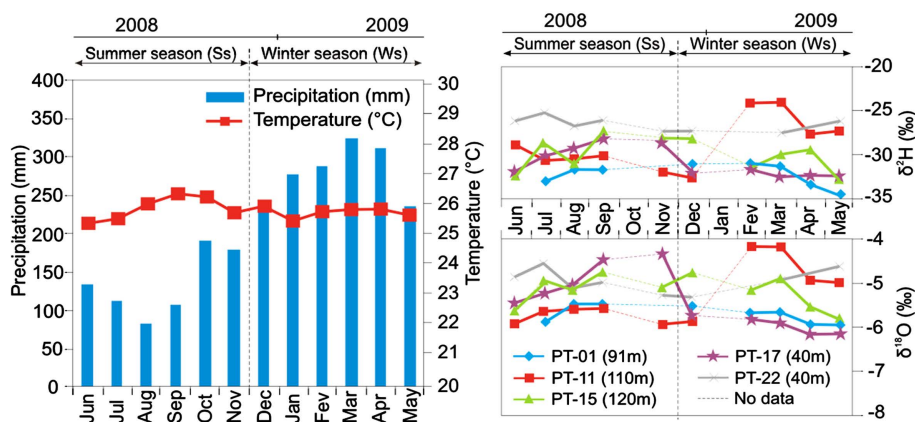 2008 2009
Summer season (Ss) Winter season (Ws)
400 350 300 250 200 150 100 50 0
Precipitation (mm)
Precipitation (mm)
Temperature (°C)
30 29 28 27 26 25 24 23 22 21 20
Temperature (°C)
Jun Jul Aug Sep Oct Nov Dec Jan Fev Mar Apr May
2008 2009
Summer season (Ss) Winter season (Ws)
-20 -25 -30 -35
δ²H (‰)
Jun Jul Aug Sep Oct Nov Dec Jan Fev Mar Apr May
-4 -5 -6 -7 -8
δ¹⁸O (‰)
PT-01 (91m) PT-17 (40m)
PT-11 (110m) PT-22 (40m)
PT-15 (120m) No data